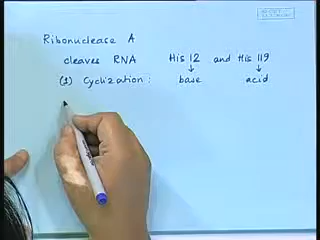 Ribonuclease A
cleaves RNA His 12 and His 119
↓ ↓
(1) Cyclization: base acid